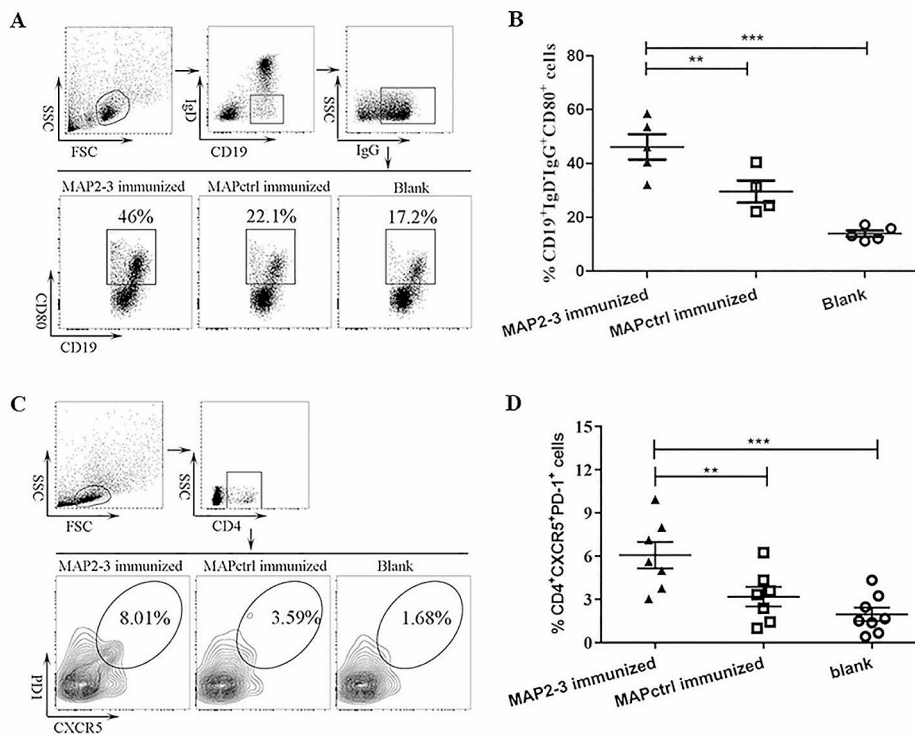 A
SSC
FSC
IgD
CD19
SSC
IgG
MAP2-3 immunized
MAPctrl immunized
Blank
46%
22.1%
17.2%
CD80
CD19
B
% CD19+IgD-IgG+CD80+ cells
80
60
40
20
0
***
**
MAP2-3 immunized
MAPctrl immunized
Blank
C
SSC
FSC
SSC
CD4
MAP2-3 immunized
MAPctrl immunized
Blank
8.01%
3.59%
1.68%
PD1
CXCR5
D
% CD4+CXCR5+PD-1+ cells
15
12
9
6
3
0
***
**
MAP2-3 immunized
MAPctrl immunized
blank